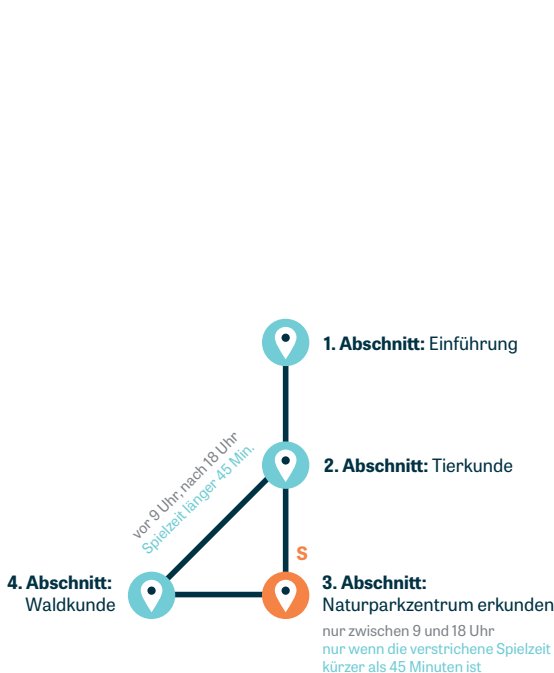 1. Abschnitt: Einführung
vor 9 Uhr, nach 18 Uhr
Spielzeit länger 45 Min.
2. Abschnitt: Tierkunde
S
4. Abschnitt:
Waldkunde
3. Abschnitt:
Naturparkzentrum erkunden
nur zwischen 9 und 18 Uhr
nur wenn die verstrichene Spielzeit
kürzer als 45 Minuten ist